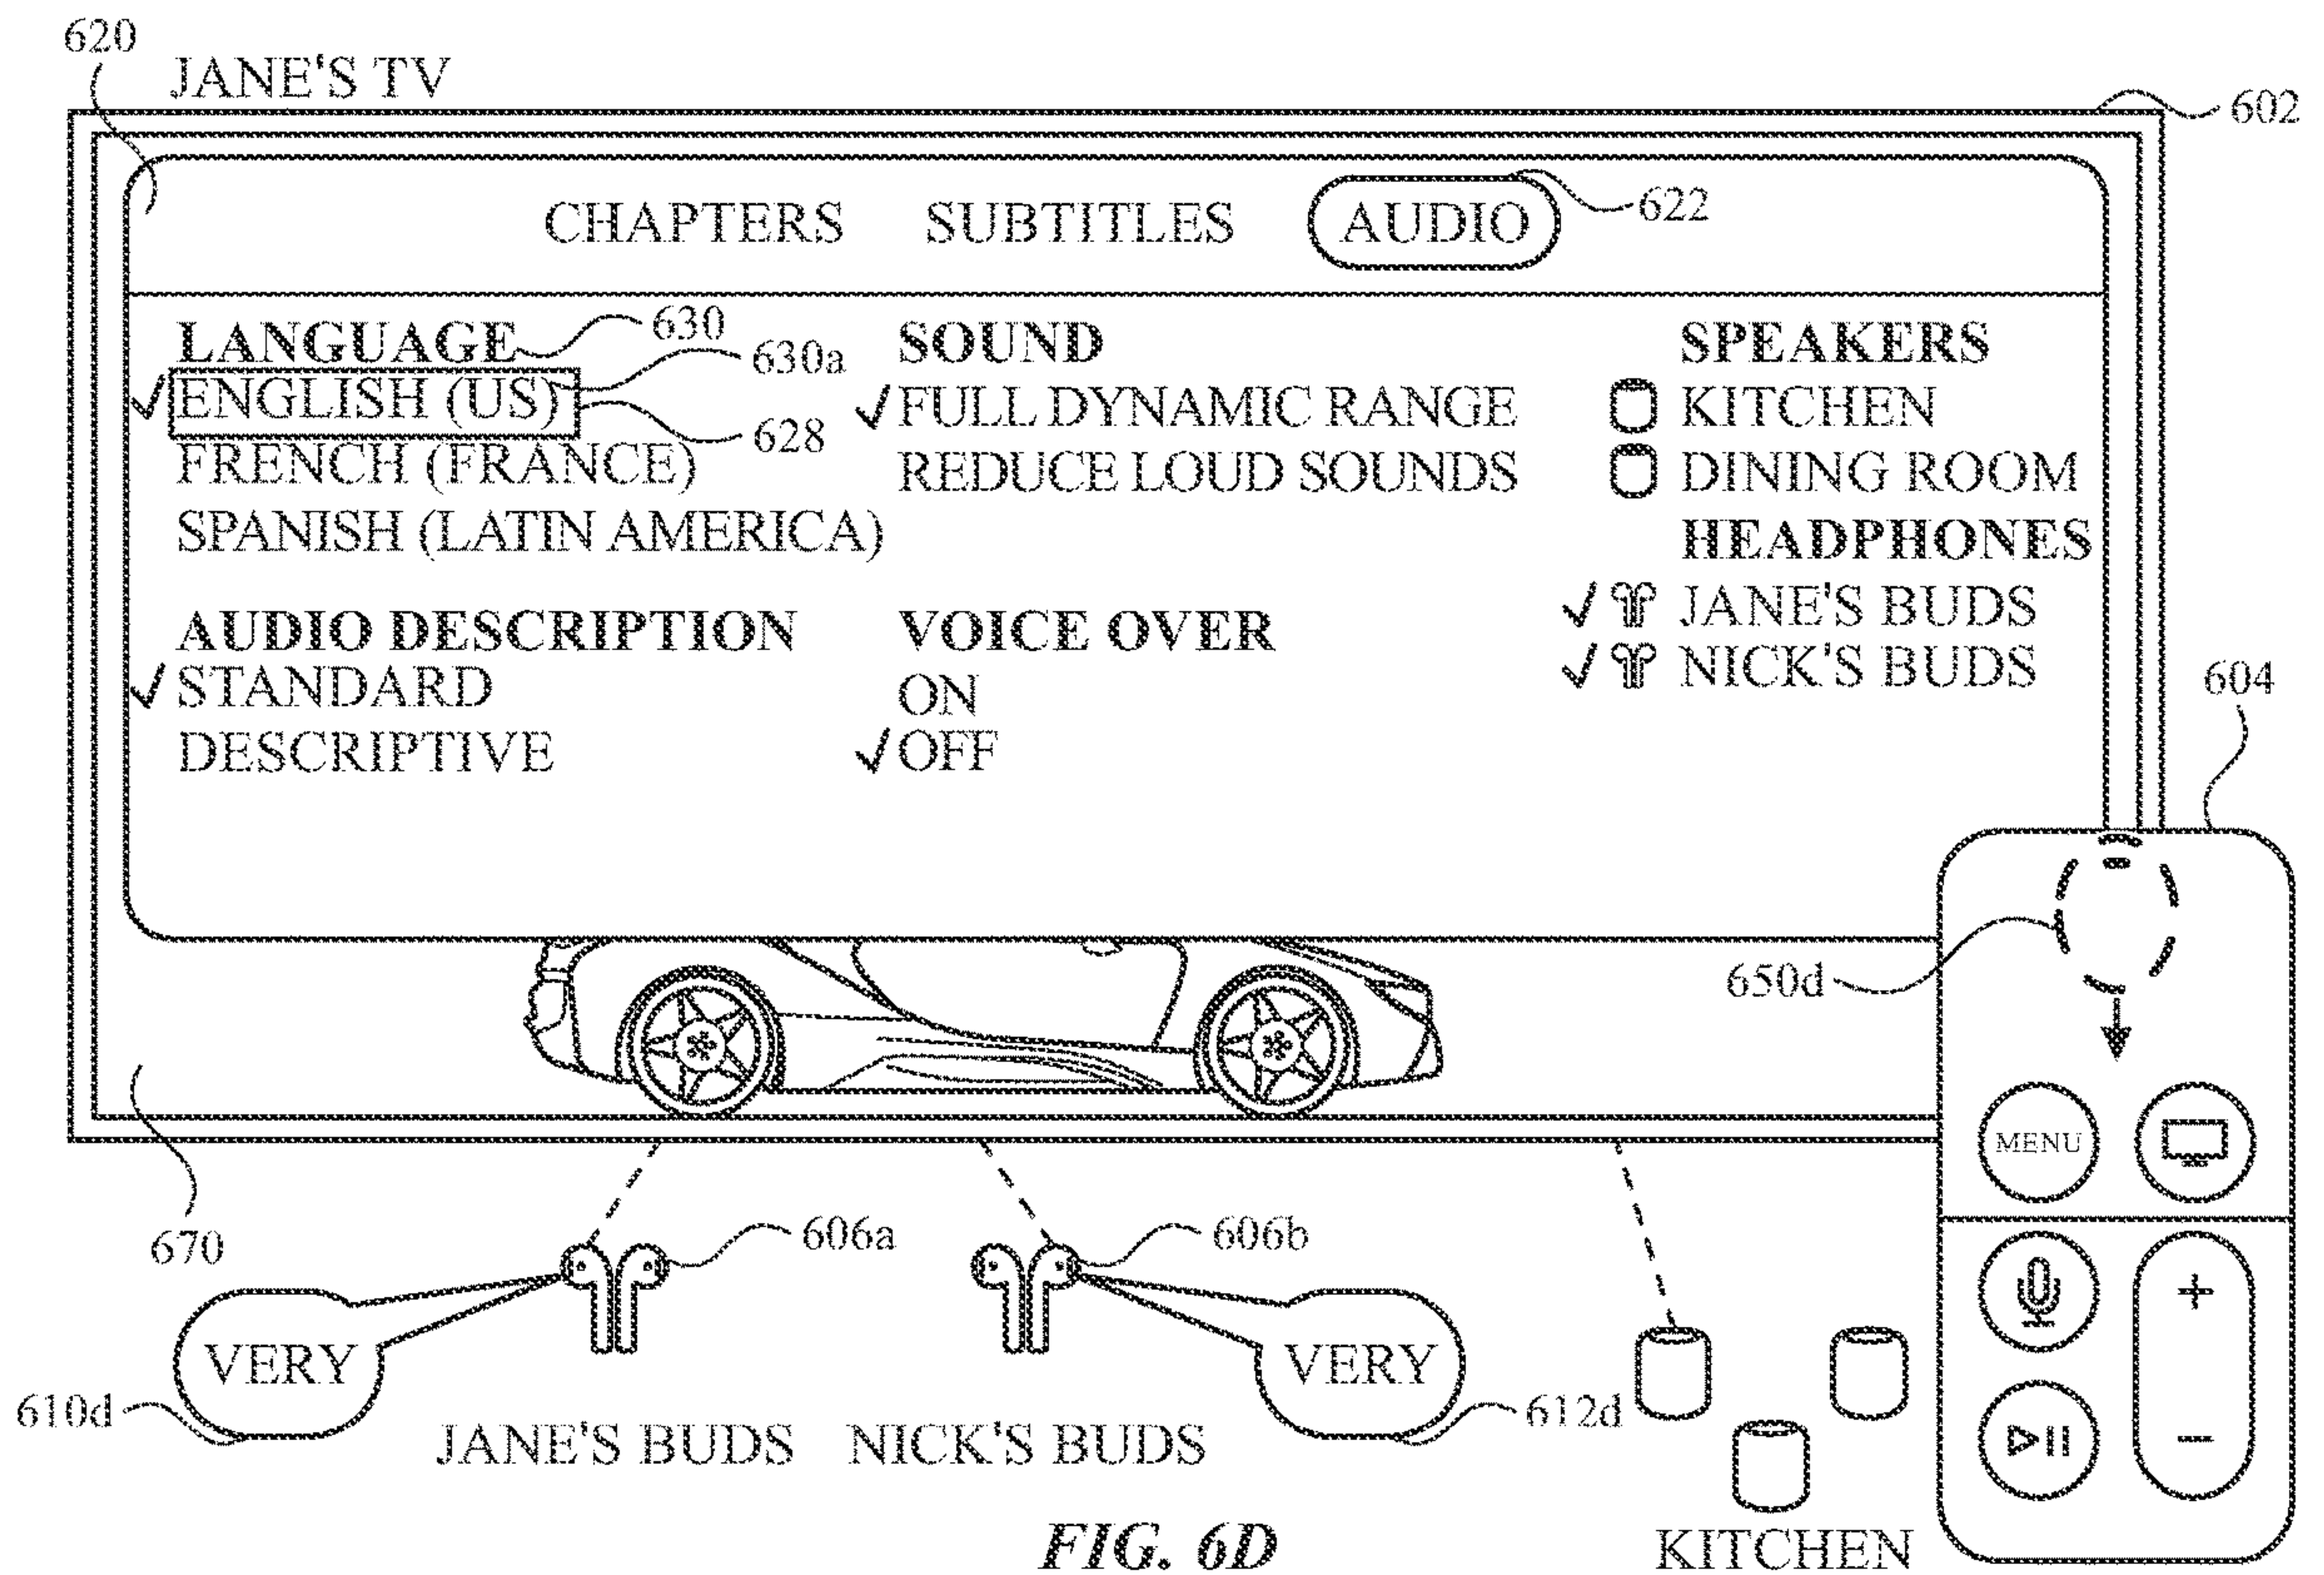 620
JANE'S TV
602
CHAPTERS SUBTITLES AUDIO 622
LANGUAGE 630
630a
✓ ENGLISH (US)
628
FRENCH (FRANCE)
SPANISH (LATIN AMERICA)
AUDIO DESCRIPTION
✓ STANDARD
DESCRIPTIVE
SOUND
✓ FULL DYNAMIC RANGE
REDUCE LOUD SOUNDS
VOICE OVER
ON
✓ OFF
SPEAKERS
KITCHEN
DINING ROOM
HEADPHONES
✓ JANE'S BUDS
✓ NICK'S BUDS
604
650d
MENU
+
−
670
606a
606b
VERY
VERY
610d
612d
JANE'S BUDS
NICK'S BUDS
KITCHEN
FIG. 6D